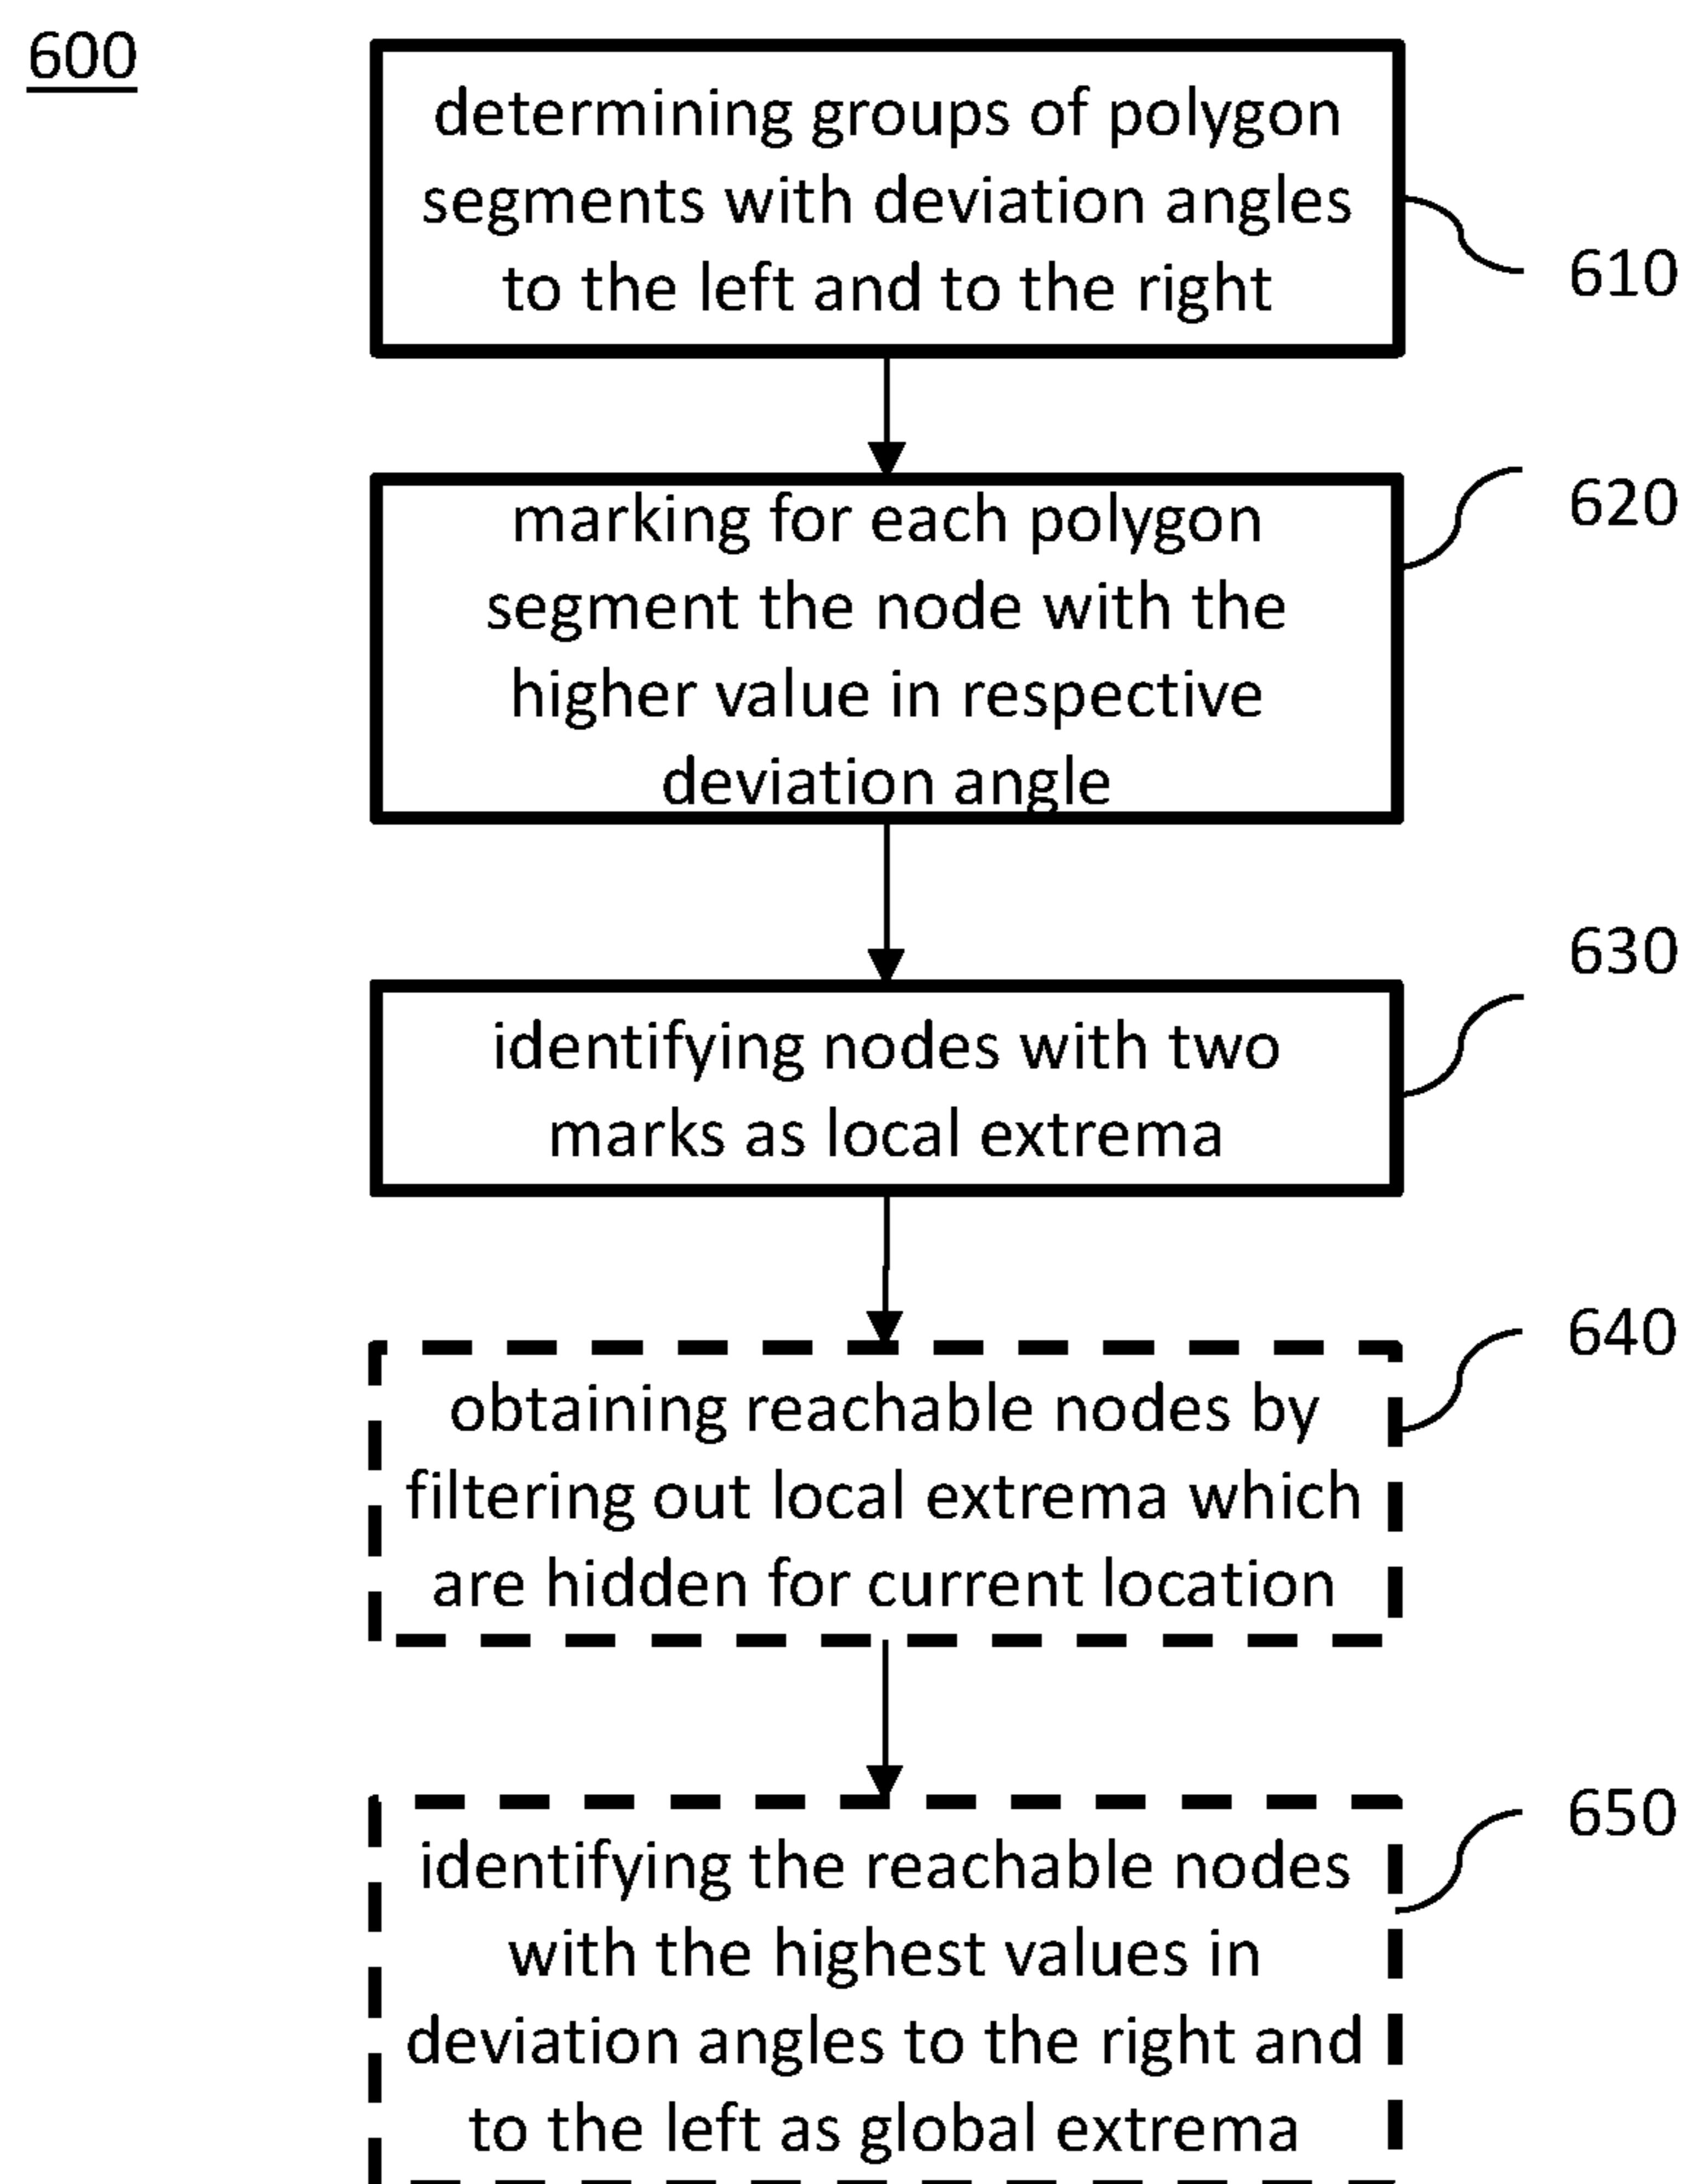 600
determining groups of polygon
segments with deviation angles
to the left and to the right
610
marking for each polygon
segment the node with the
higher value in respective
deviation angle
620
identifying nodes with two
marks as local extrema
630
obtaining reachable nodes by
filtering out local extrema which
are hidden for current location
640
identifying the reachable nodes
with the highest values in
deviation angles to the right and
to the left as global extrema
650